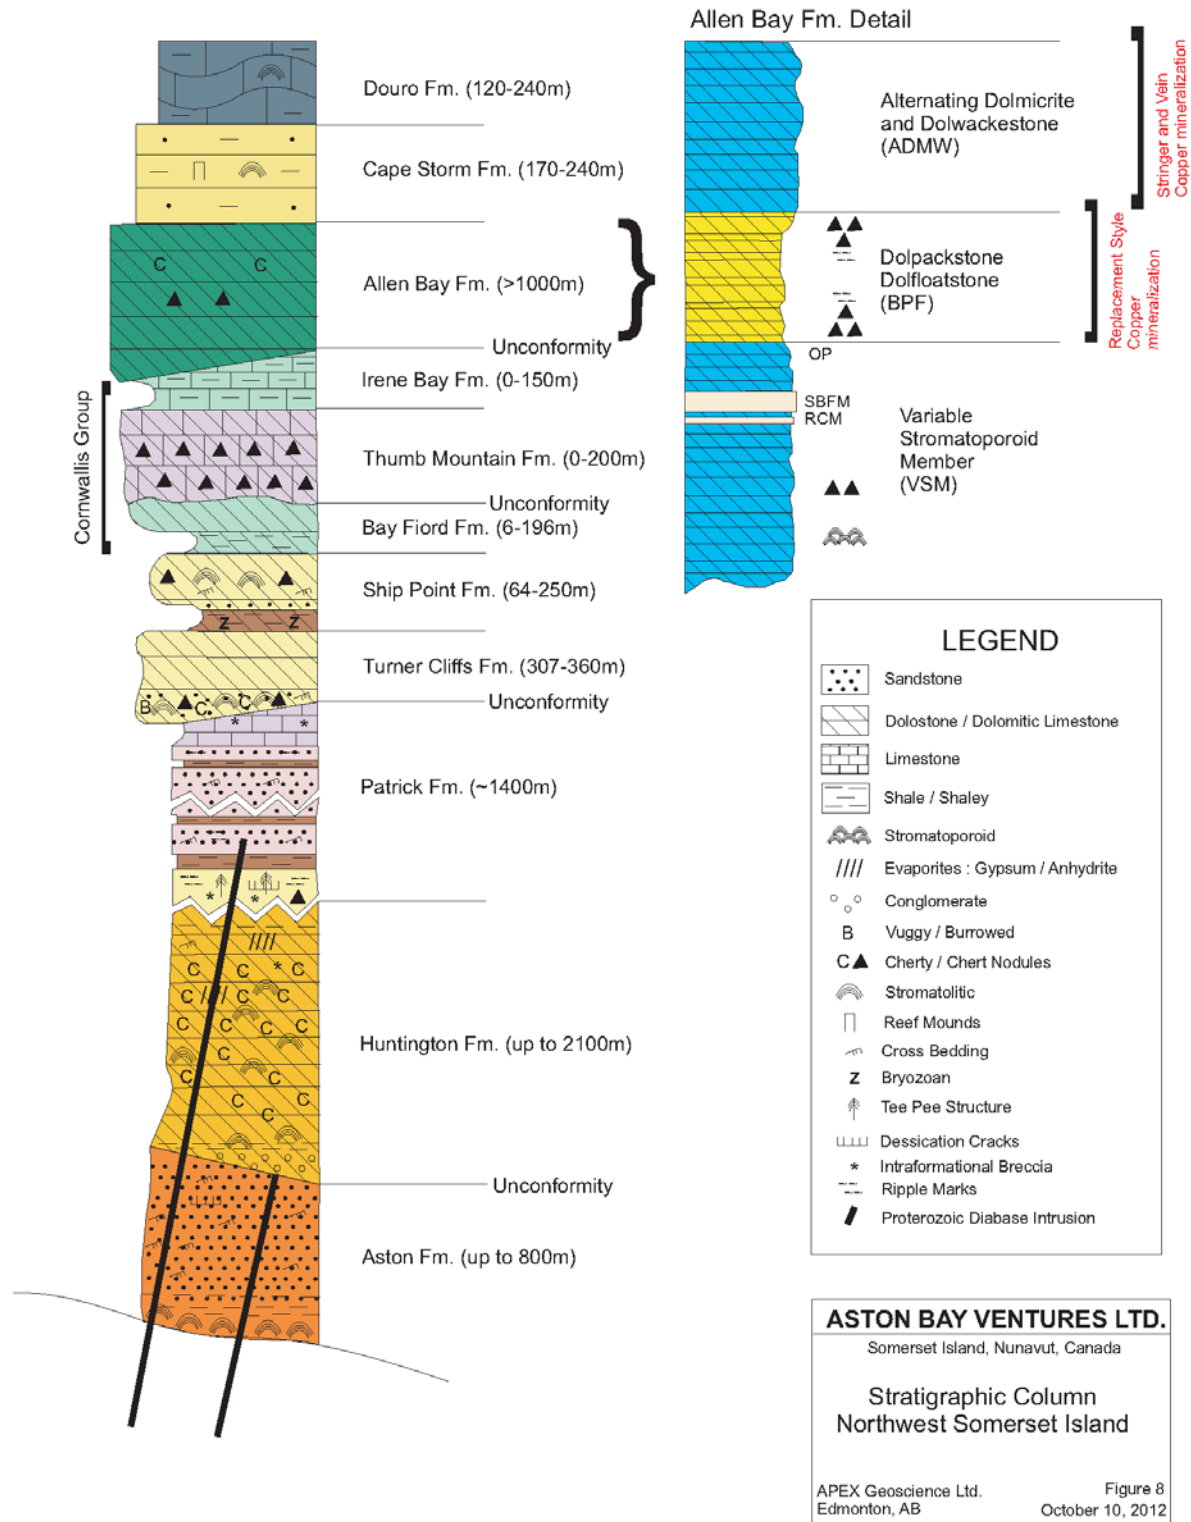 Allen Bay Fm. Detail
Douro Fm. (120-240m)
Cape Storm Fm. (170-240m)
C C
Allen Bay Fm. (>1000m)
Unconformity
Irene Bay Fm. (0-150m)
Cornwallis Group
Thumb Mountain Fm. (0-200m)
Unconformity
Bay Fiord Fm. (6-196m)
Ship Point Fm. (64-250m)
Z Z
Turner Cliffs Fm. (307-360m)
B C C
Unconformity
* *
Patrick Fm. (~1400m)
* *
* C C C
C C
C C C C
C
C C
C C
C
Huntington Fm. (up to 2100m)
Unconformity
Aston Fm. (up to 800m)
Alternating Dolmicrite
and Dolwackestone
(ADMW)
Stringer and Vein
Copper mineralization
Dolpackstone
Dolfloatstone
(BPF)
Replacement Style
Copper
mineralization
OP
SBFM
RCM
Variable
Stromatoporoid
Member
(VSM)
LEGEND
Sandstone
Dolostone / Dolomitic Limestone
Limestone
Shale / Shaley
Stromatoporoid
Evaporites : Gypsum / Anhydrite
Conglomerate
B Vuggy / Burrowed
C Cherty / Chert Nodules
Stromatolitic
Reef Mounds
Cross Bedding
Z Bryozoan
Tee Pee Structure
Dessication Cracks
* Intraformational Breccia
Ripple Marks
Proterozoic Diabase Intrusion
ASTON BAY VENTURES LTD.
Somerset Island, Nunavut, Canada
Stratigraphic Column
Northwest Somerset Island
APEX Geoscience Ltd.
Edmonton, AB
Figure 8
October 10, 2012